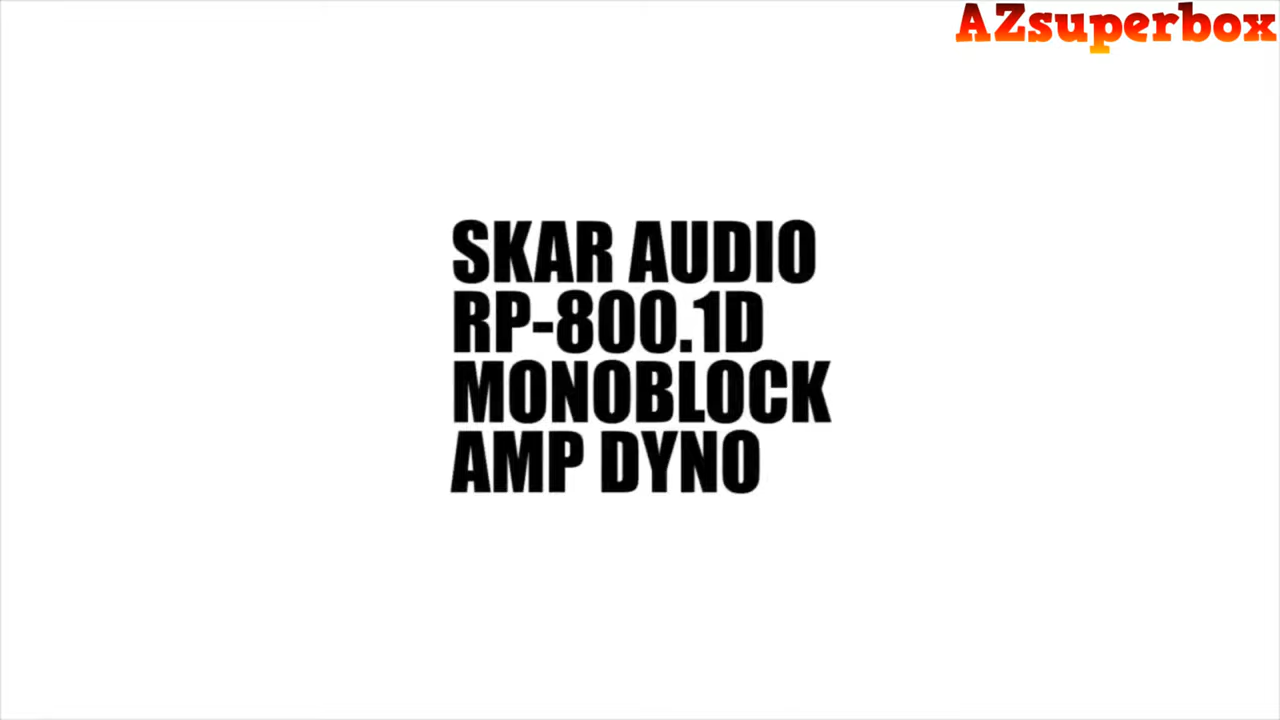 AZsuperbox
SKAR AUDIO
RP-800.1D
MONOBLOCK
AMP DYNO